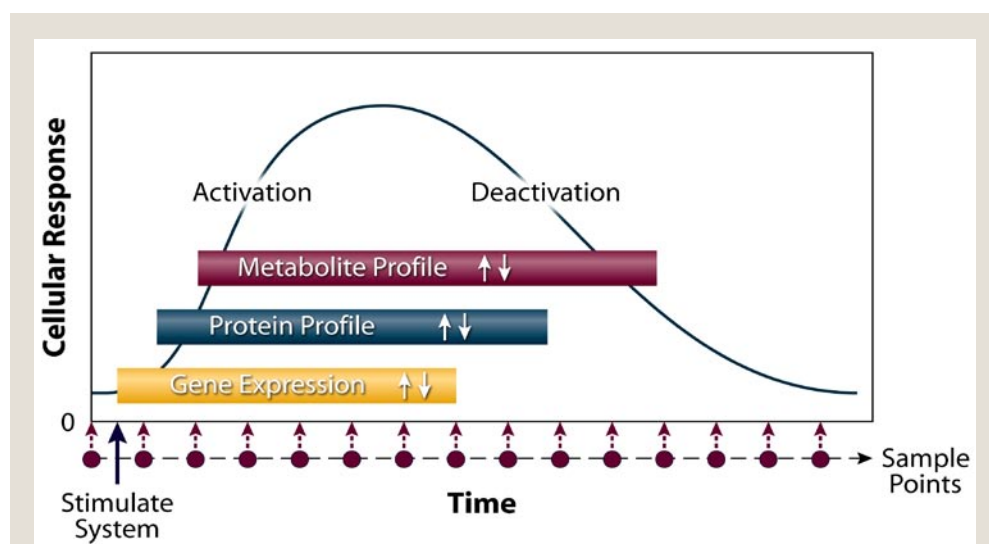 Cellular Response
Activation
Deactivation
Metabolite Profile
Protein Profile
Gene Expression
0
Stimulate
System
Time
Sample
Points